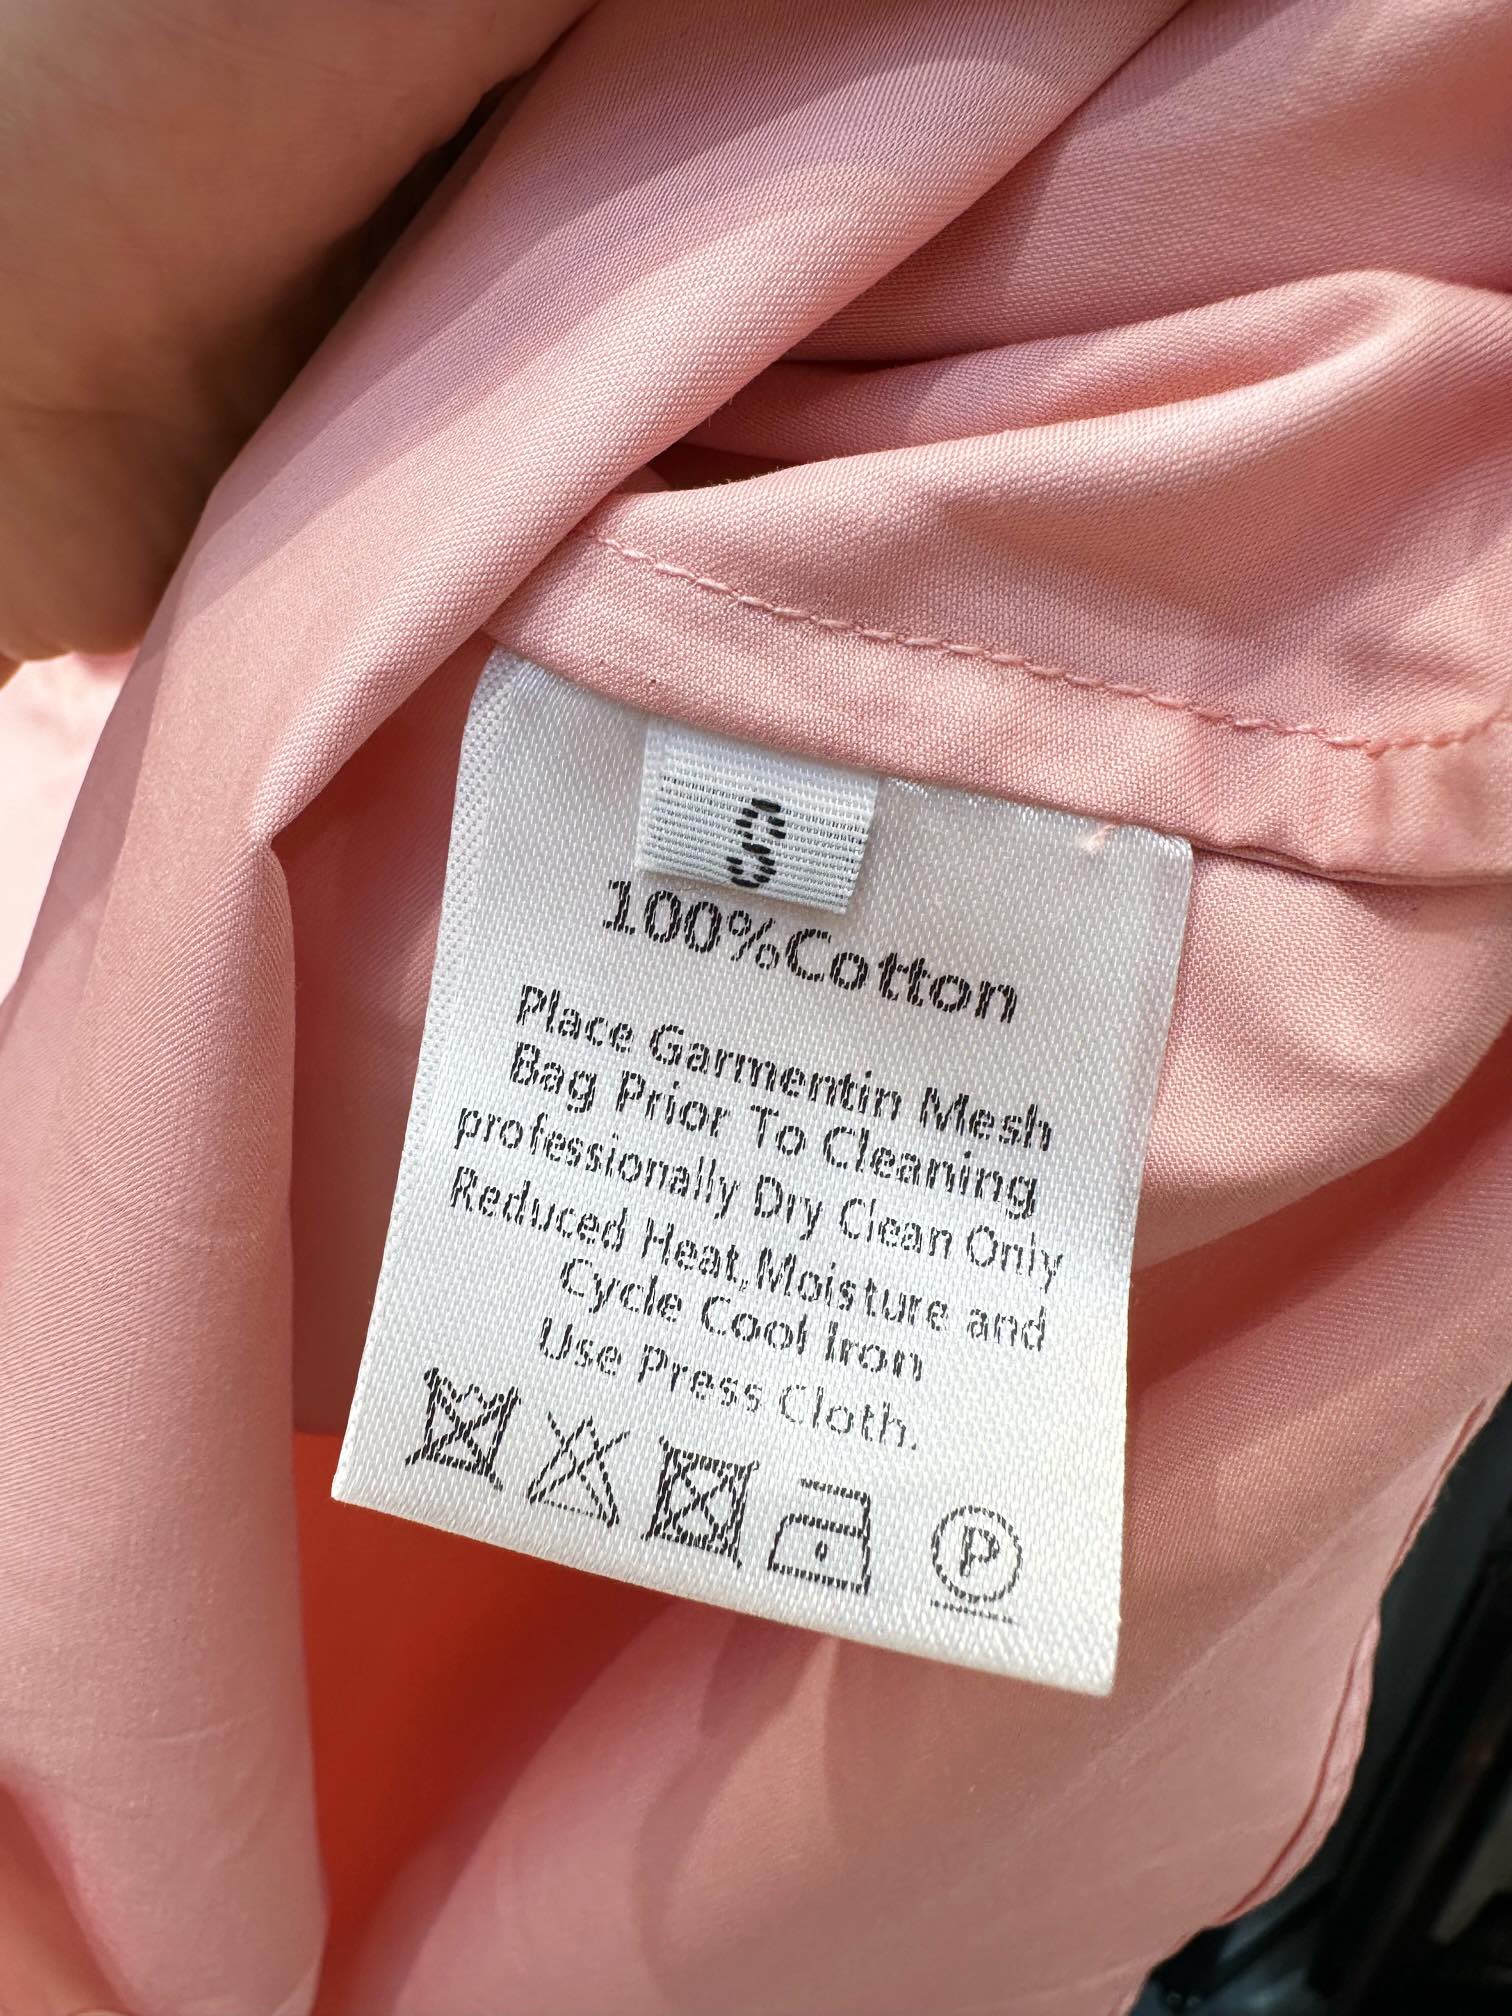 S
100%Cotton
Place Garmentin Mesh
Bag Prior To Cleaning
professionally Dry Clean Only
Reduced Heat,Moisture and
Cycle Cool Iron
Use Press Cloth.
P